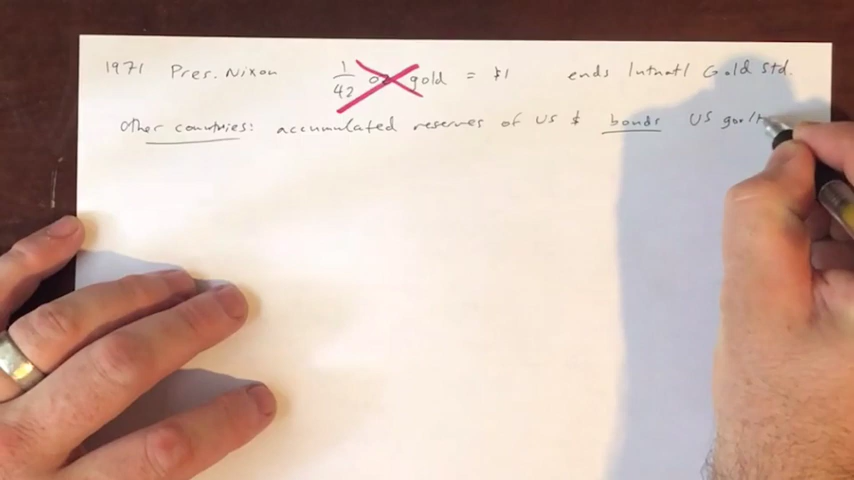 1971 Pres. Nixon 1/42 oz gold = $1 ends Intnat'l Gold Std.
Other countries: accumulated reserves of US $ bonds US gov't